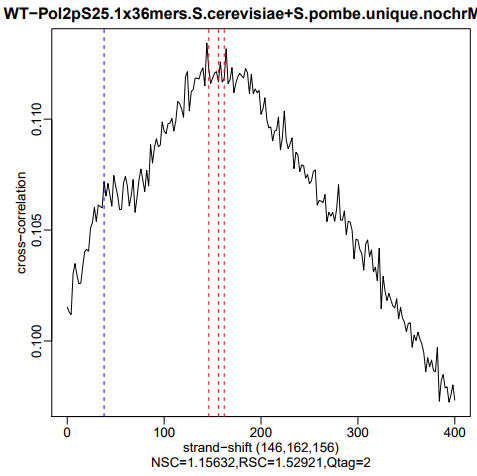 WT−Pol2pS25.1x36mers.S.cerevisiae+S.pombe.unique.nochrM
cross−correlation
0.110
0.105
0.100
0 100 200 300 400
strand−shift (146,162,156)
NSC=1.15632,RSC=1.52921,Qtag=2